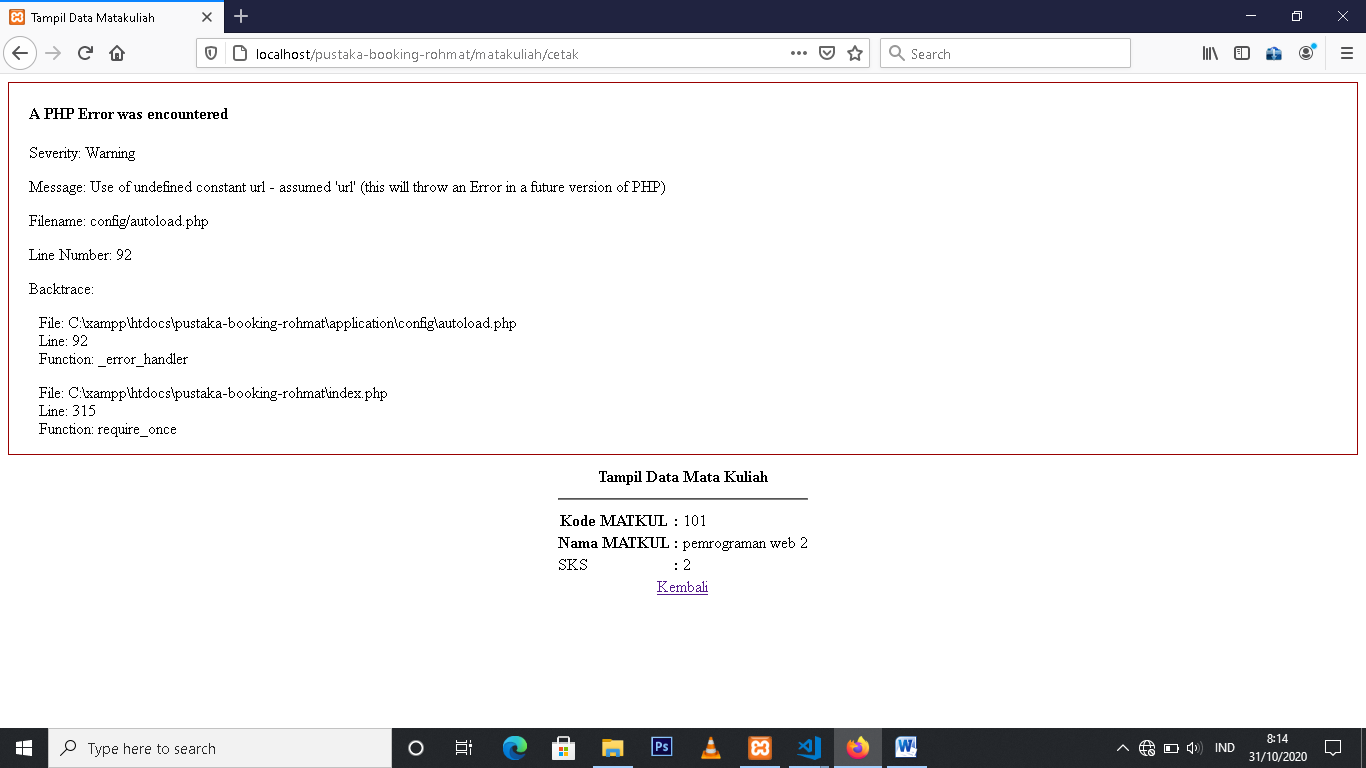 Tampil Data Matakuliah
localhost/pustaka-booking-rohmat/matakuliah/cetak
Search
A PHP Error was encountered
Severity: Warning
Message: Use of undefined constant url - assumed 'url' (this will throw an Error in a future version of PHP)
Filename: config/autoload.php
Line Number: 92
Backtrace:
File: C:\xampp\htdocs\pustaka-booking-rohmat\application\config\autoload.php
Line: 92
Function: _error_handler
File: C:\xampp\htdocs\pustaka-booking-rohmat\index.php
Line: 315
Function: require_once
Tampil Data Mata Kuliah
Kode MATKUL : 101
Nama MATKUL : pemrograman web 2
SKS : 2
Kembali
Type here to search
Ps
W
IND
8:14
31/10/2020